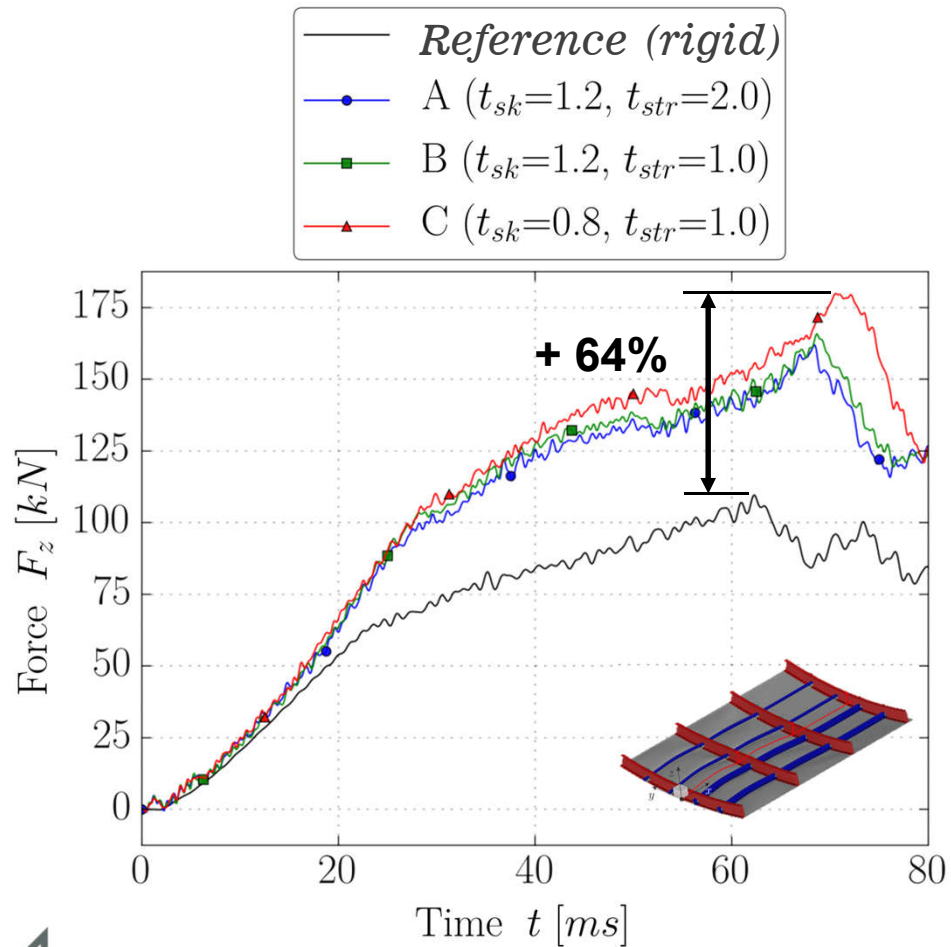 Reference (rigid)
A (t_sk=1.2, t_str=2.0)
B (t_sk=1.2, t_str=1.0)
C (t_sk=0.8, t_str=1.0)
175
150
125
100
75
50
25
0
+ 64%
Force F_z [kN]
0 20 40 60 80
Time t [ms]